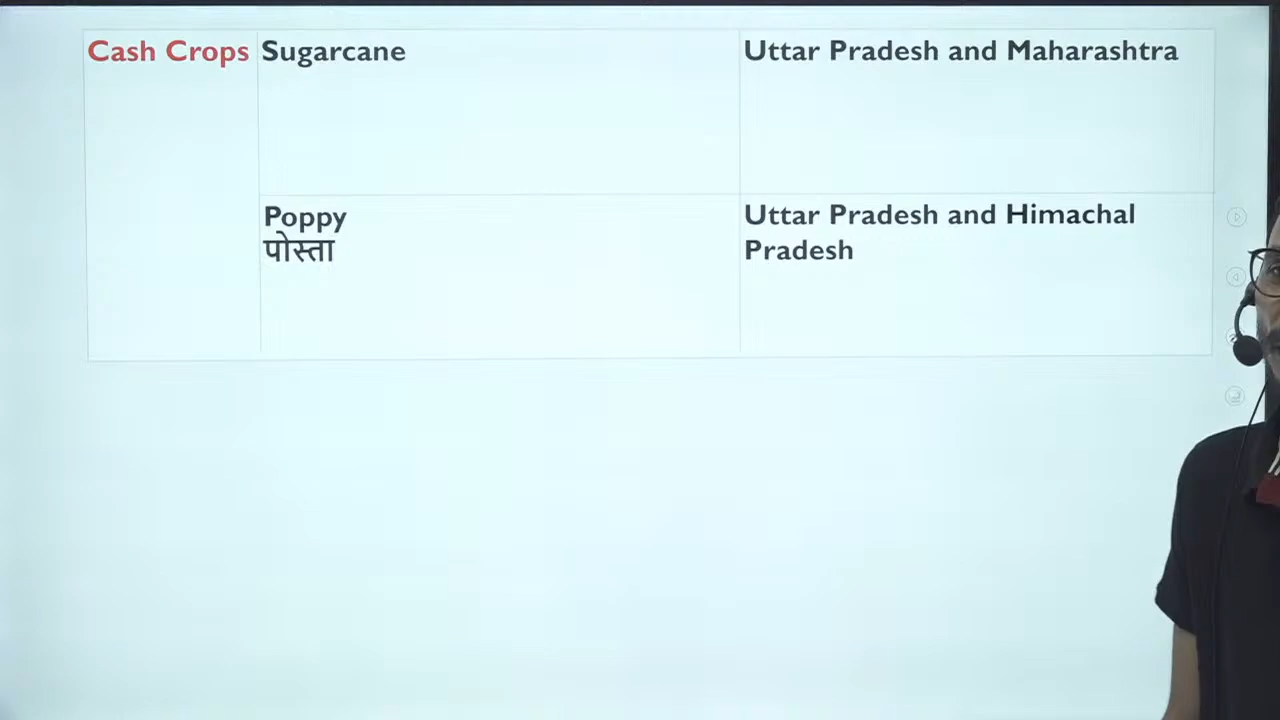 Cash Crops Sugarcane Uttar Pradesh and Maharashtra
Poppy Uttar Pradesh and Himachal
पोस्ता Pradesh